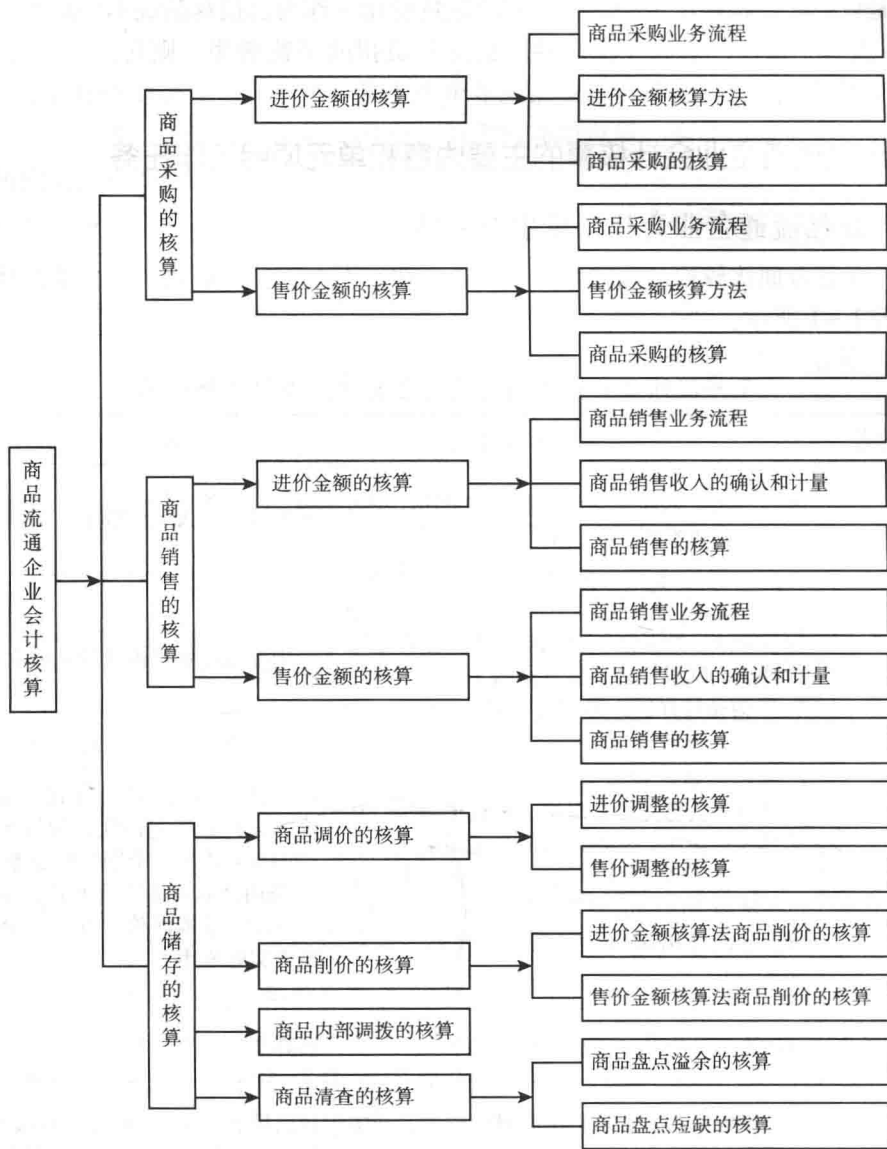 商品流通企业会计核算
商品采购的核算
进价金额的核算
商品采购业务流程
进价金额核算方法
商品采购的核算
售价金额的核算
商品采购业务流程
售价金额核算方法
商品采购的核算
商品销售的核算
进价金额的核算
商品销售业务流程
商品销售收入的确认和计量
商品销售的核算
售价金额的核算
商品销售业务流程
商品销售收入的确认和计量
商品销售的核算
商品储存的核算
商品调价的核算
进价调整的核算
售价调整的核算
商品削价的核算
进价金额核算法商品削价的核算
售价金额核算法商品削价的核算
商品内部调拨的核算
商品清查的核算
商品盘点溢余的核算
商品盘点短缺的核算